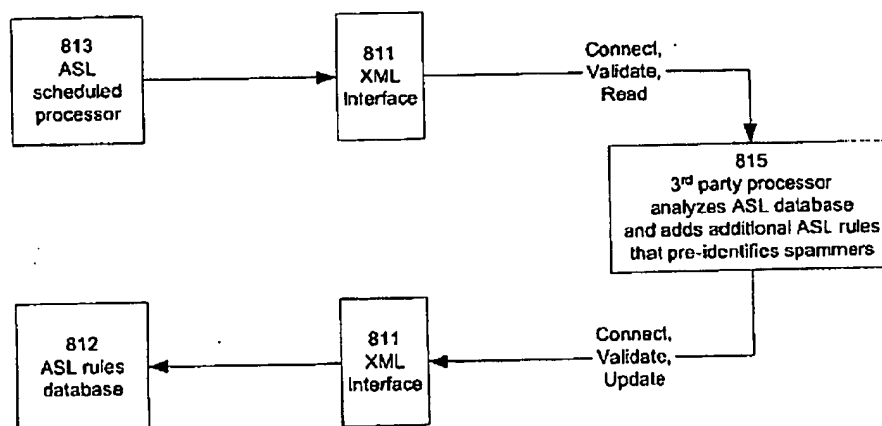 813
ASL
scheduled
processor
811
XML
Interface
Connect,
Validate,
Read
815
3rd party processor
analyzes ASL database
and adds additional ASL rules
that pre-identifies spammers
812
ASL rules
database
811
XML
Interface
Connect,
Validate,
Update